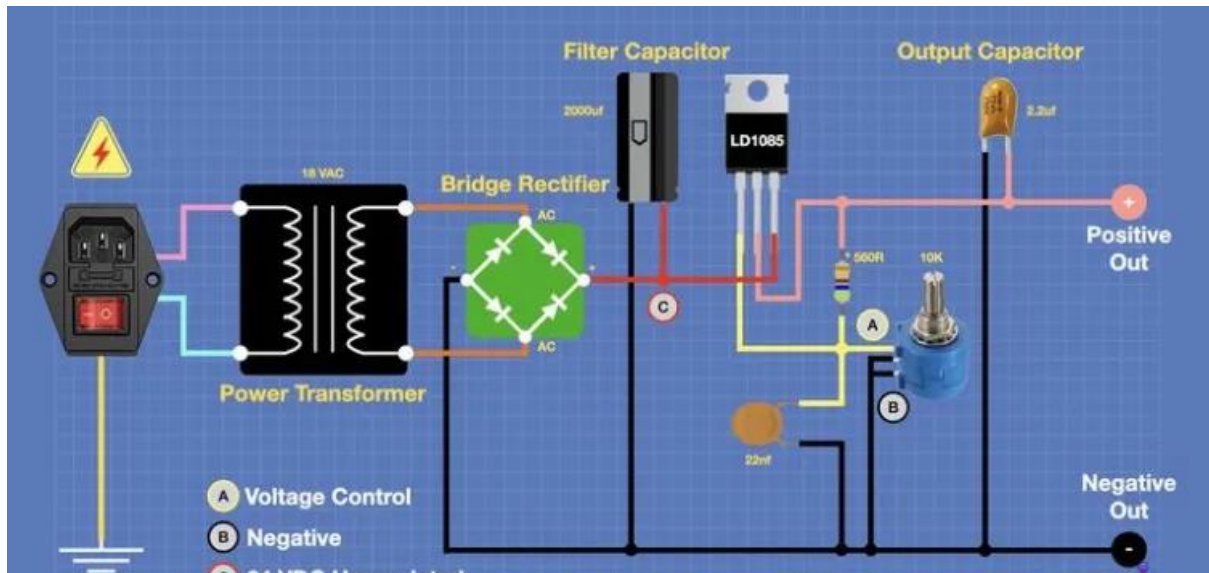 Filter Capacitor
Output Capacitor
2000uf
2.2uf
LD1085
18 VAC
Bridge Rectifier
AC
+
Positive
Out
560R
10K
-
+
C
A
AC
Power Transformer
B
22nf
A Voltage Control
Negative
Out
B Negative
-